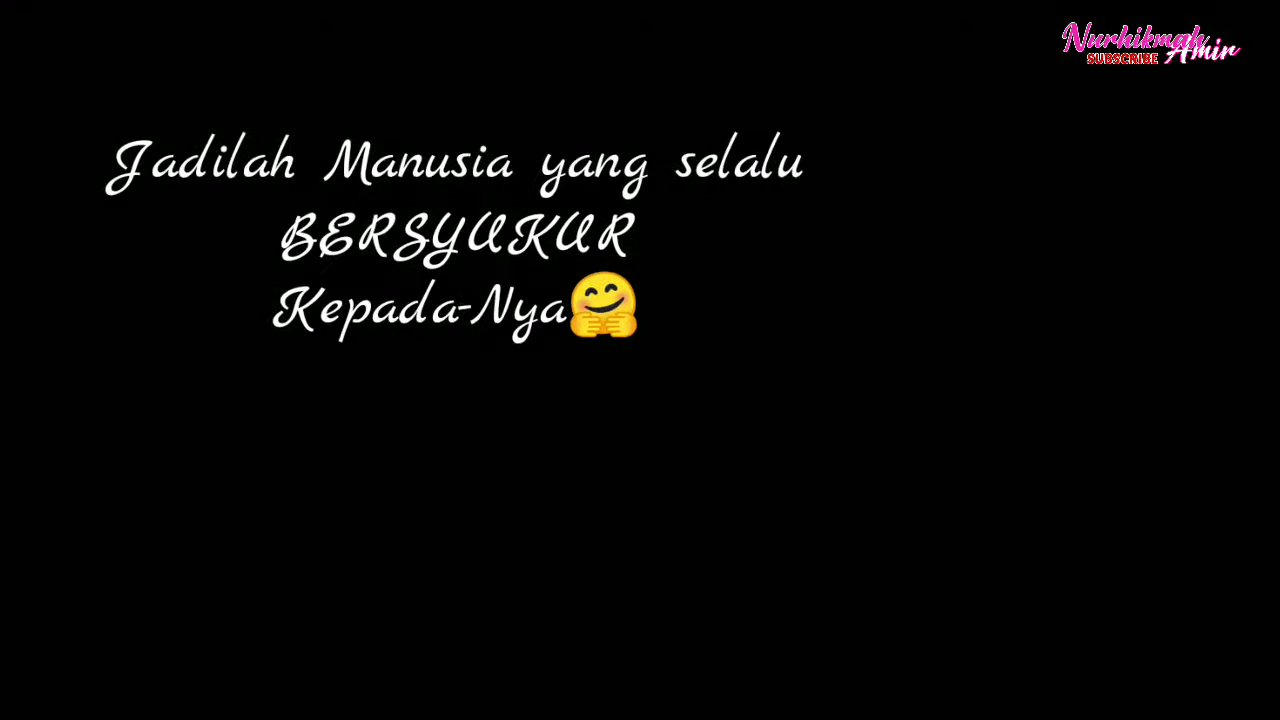 Nurhikmah
SUBSCRIBE Amir
Jadilah Manusia yang selalu
BERSYUKUR
Kepada-Nya🤗